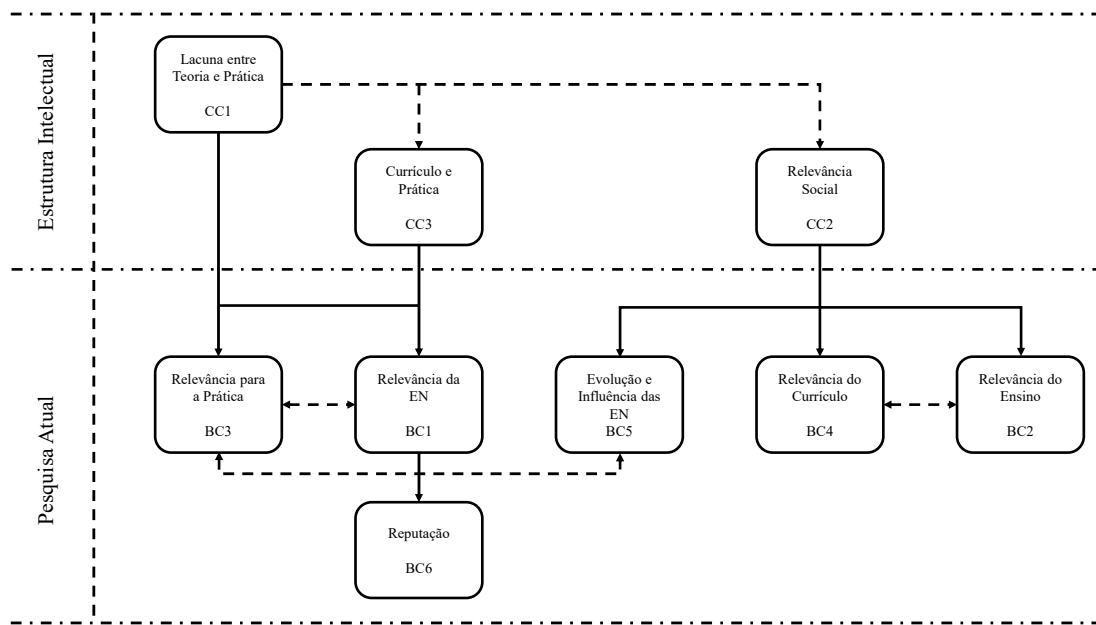 Estrutura Intelectual
Lacuna entre
Teoria e Prática
CC1
Currículo e
Prática
CC3
Relevância
Social
CC2
Pesquisa Atual
Relevância para
a Prática
BC3
Relevância da
EN
BC1
Evolução e
Influência das
EN
BC5
Relevância do
Currículo
BC4
Relevância do
Ensino
BC2
Reputação
BC6